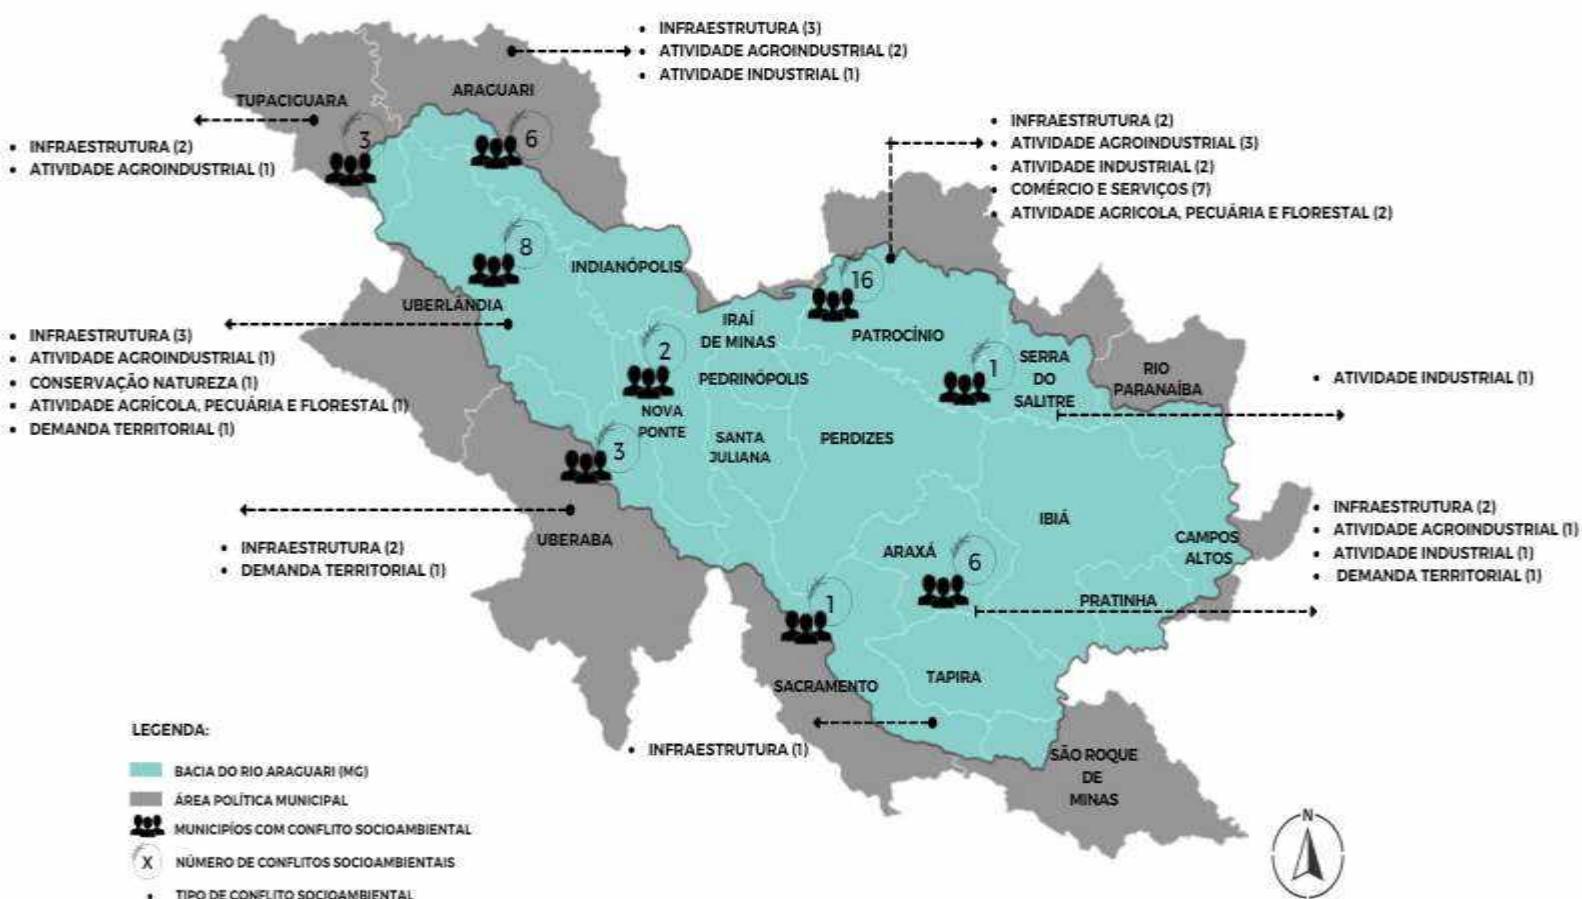 • INFRAESTRUTURA (3)
• ATIVIDADE AGROINDUSTRIAL (2)
• ATIVIDADE INDUSTRIAL (1)
ARAGUARI
TUPACIGUARA
3
6
• INFRAESTRUTURA (2)
• ATIVIDADE AGROINDUSTRIAL (1)
• INFRAESTRUTURA (2)
• ATIVIDADE AGROINDUSTRIAL (3)
• ATIVIDADE INDUSTRIAL (2)
• COMÉRCIO E SERVIÇOS (7)
• ATIVIDADE AGRICOLA, PECUÁRIA E FLORESTAL (2)
8
INDIANÓPOLIS
16
UBERLÂNDIA
IRAÍ
DE MINAS
PATROCÍNIO
• INFRAESTRUTURA (3)
• ATIVIDADE AGROINDUSTRIAL (1)
• CONSERVAÇÃO NATUREZA (1)
• ATIVIDADE AGRÍCOLA, PECUÁRIA E FLORESTAL (1)
• DEMANDA TERRITORIAL (1)
2
PEDRINÓPOLIS
1
SERRA
DO
SALITRE
RIO
PARANAÍBA
• ATIVIDADE INDUSTRIAL (1)
NOVA
PONTE
SANTA
JULIANA
PERDIZES
3
UBERABA
• INFRAESTRUTURA (2)
• DEMANDA TERRITORIAL (1)
IBIÁ
CAMPOS
ALTOS
ARAXÁ
6
• INFRAESTRUTURA (2)
• ATIVIDADE AGROINDUSTRIAL (1)
• ATIVIDADE INDUSTRIAL (1)
• DEMANDA TERRITORIAL (1)
PRATINHA
1
SACRAMENTO
TAPIRA
• INFRAESTRUTURA (1)
SÃO ROQUE
DE
MINAS
LEGENDA:
BACIA DO RIO ARAGUARI (MG)
ÁREA POLÍTICA MUNICIPAL
MUNICIPÍOS COM CONFLITO SOCIOAMBIENTAL
X NÚMERO DE CONFLITOS SOCIOAMBIENTAIS
• TIPO DE CONFLITO SOCIOAMBIENTAL
N